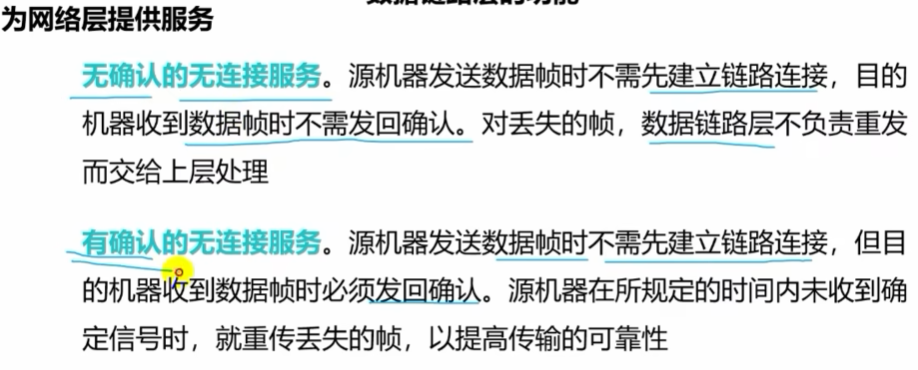 数据链路层的功能
为网络层提供服务
无确认的无连接服务。源机器发送数据帧时不需先建立链路连接，目的
机器收到数据帧时不需发回确认。对丢失的帧，数据链路层不负责重发
而交给上层处理
有确认的无连接服务。源机器发送数据帧时不需先建立链路连接，但目
的机器收到数据帧时必须发回确认。源机器在所规定的时间内未收到确
定信号时，就重传丢失的帧，以提高传输的可靠性